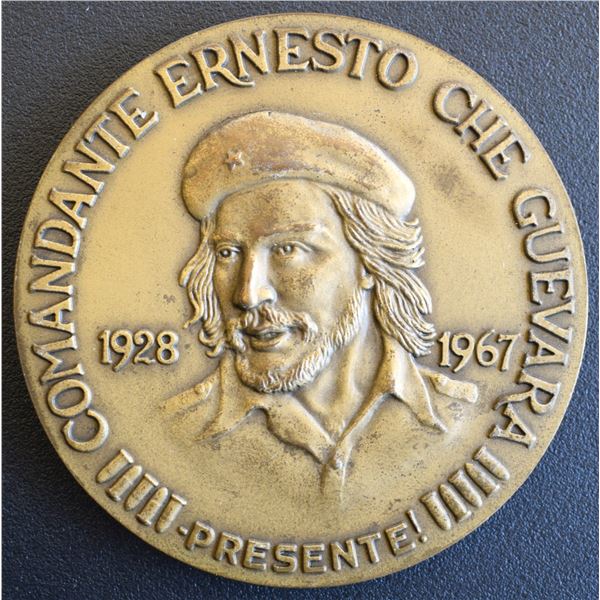 COMANDANTE ERNESTO CHE GUEVARA
1928
1967
-PRESENTE!